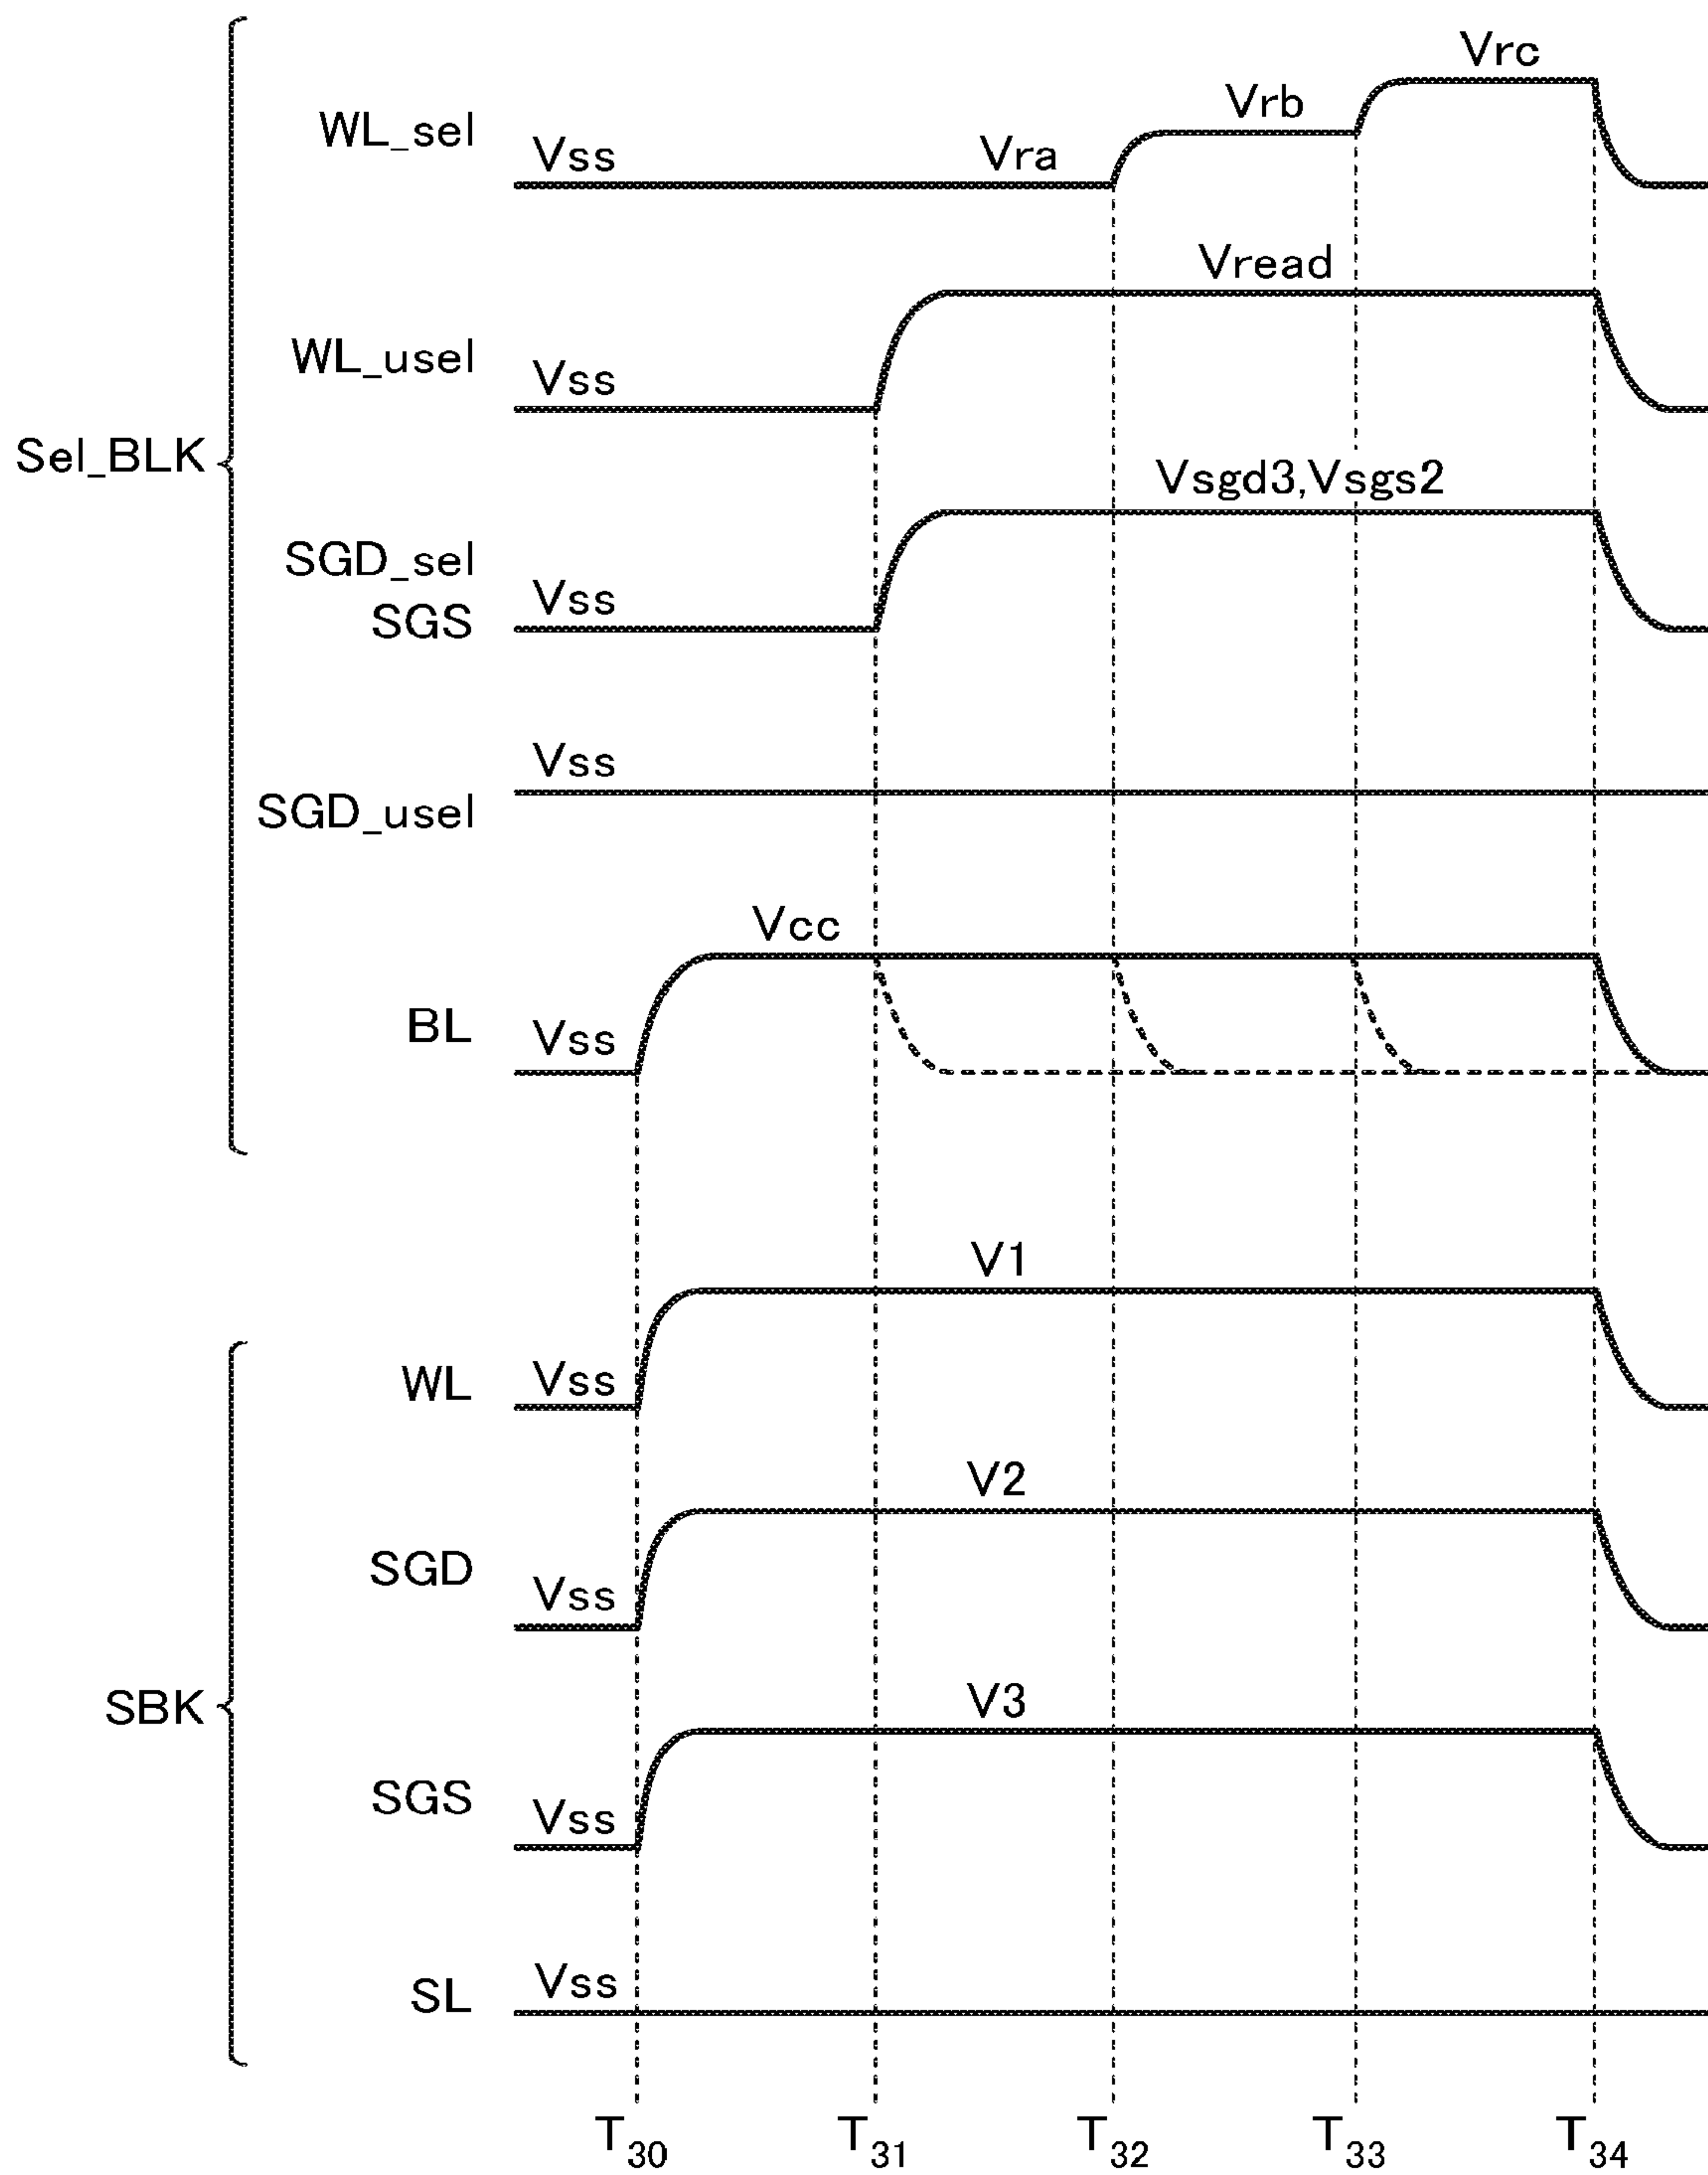 Vrc
Vrb
WL_sel
Vss
Vra
Vread
WL_usel
Vss
Sel_BLK
Vsgd3,Vsgs2
SGD_sel
SGS
Vss
Vss
SGD_usel
Vcc
BL
Vss
V1
WL
Vss
V2
SGD
Vss
SBK
V3
SGS
Vss
SL
Vss
T30 T31 T32 T33 T34